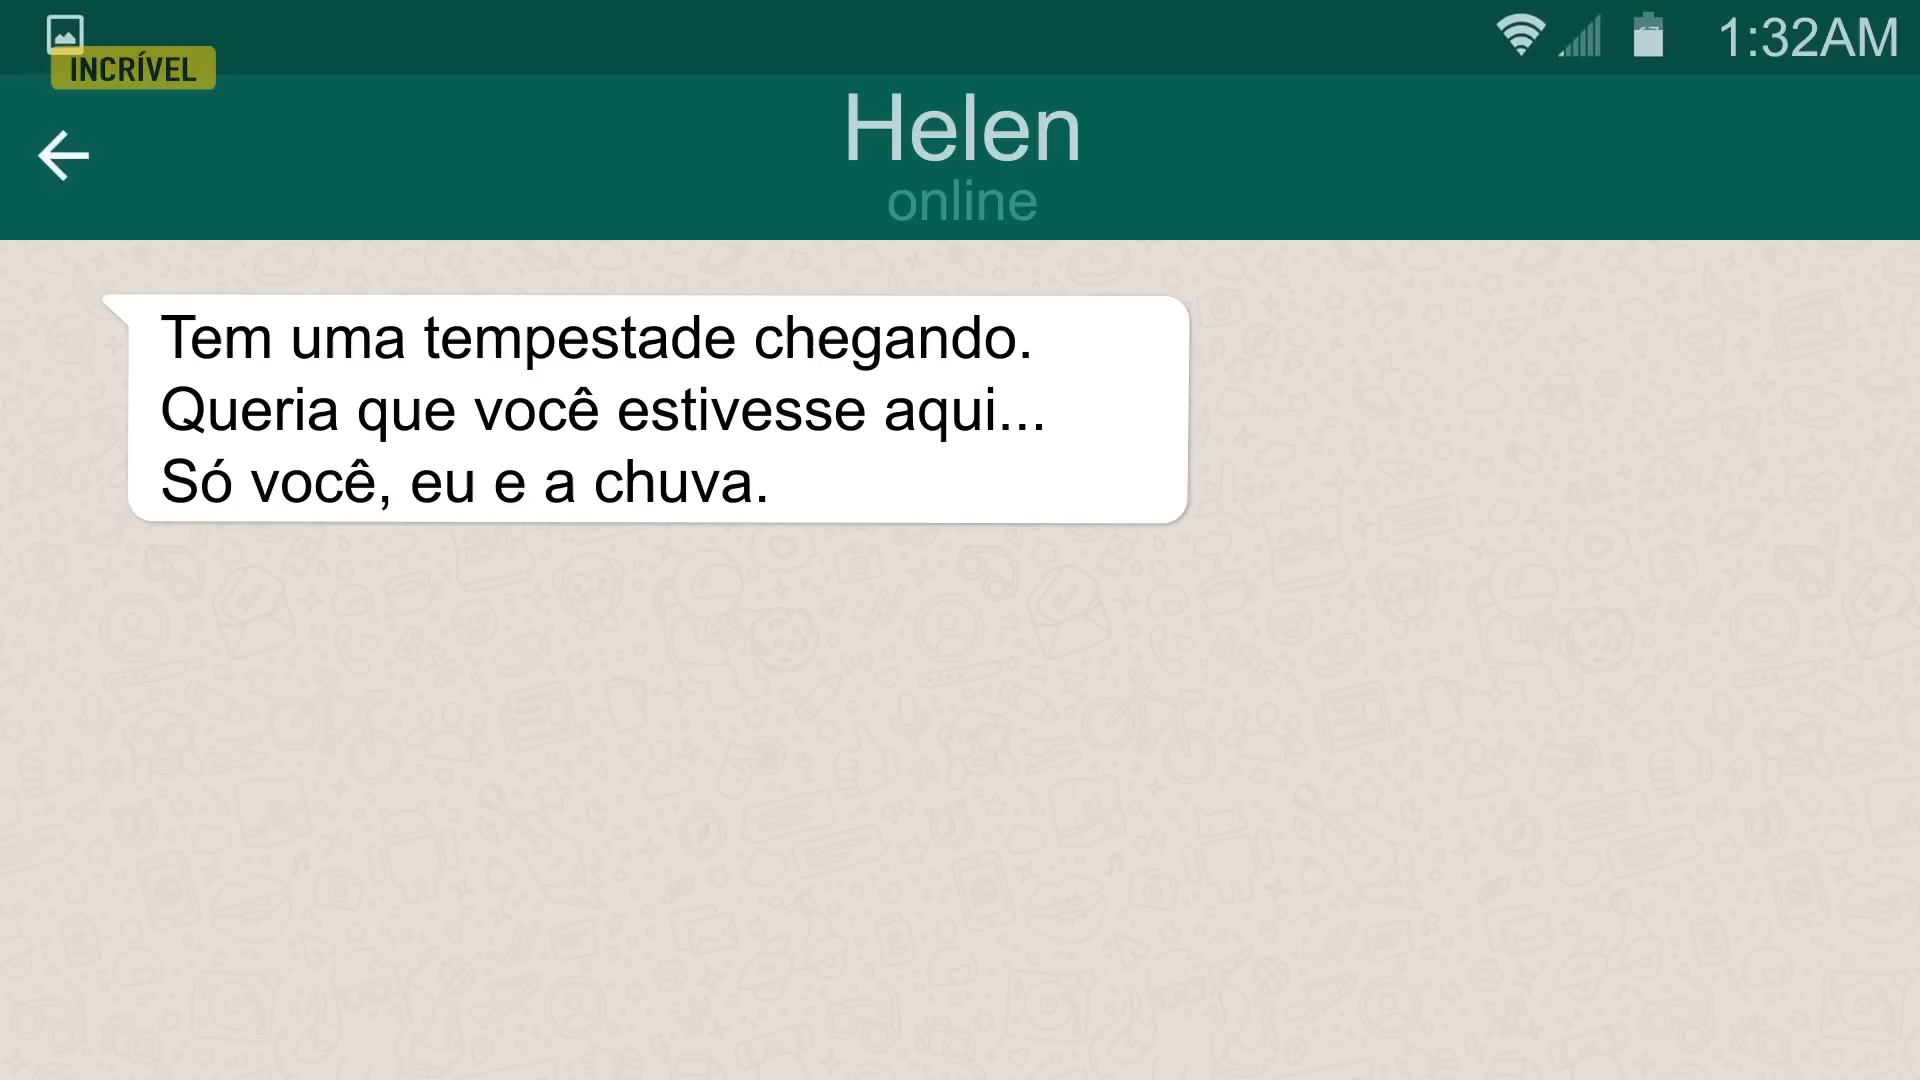 INCRÍVEL
1:32AM
Helen
online
Tem uma tempestade chegando.
Queria que você estivesse aqui...
Só você, eu e a chuva.